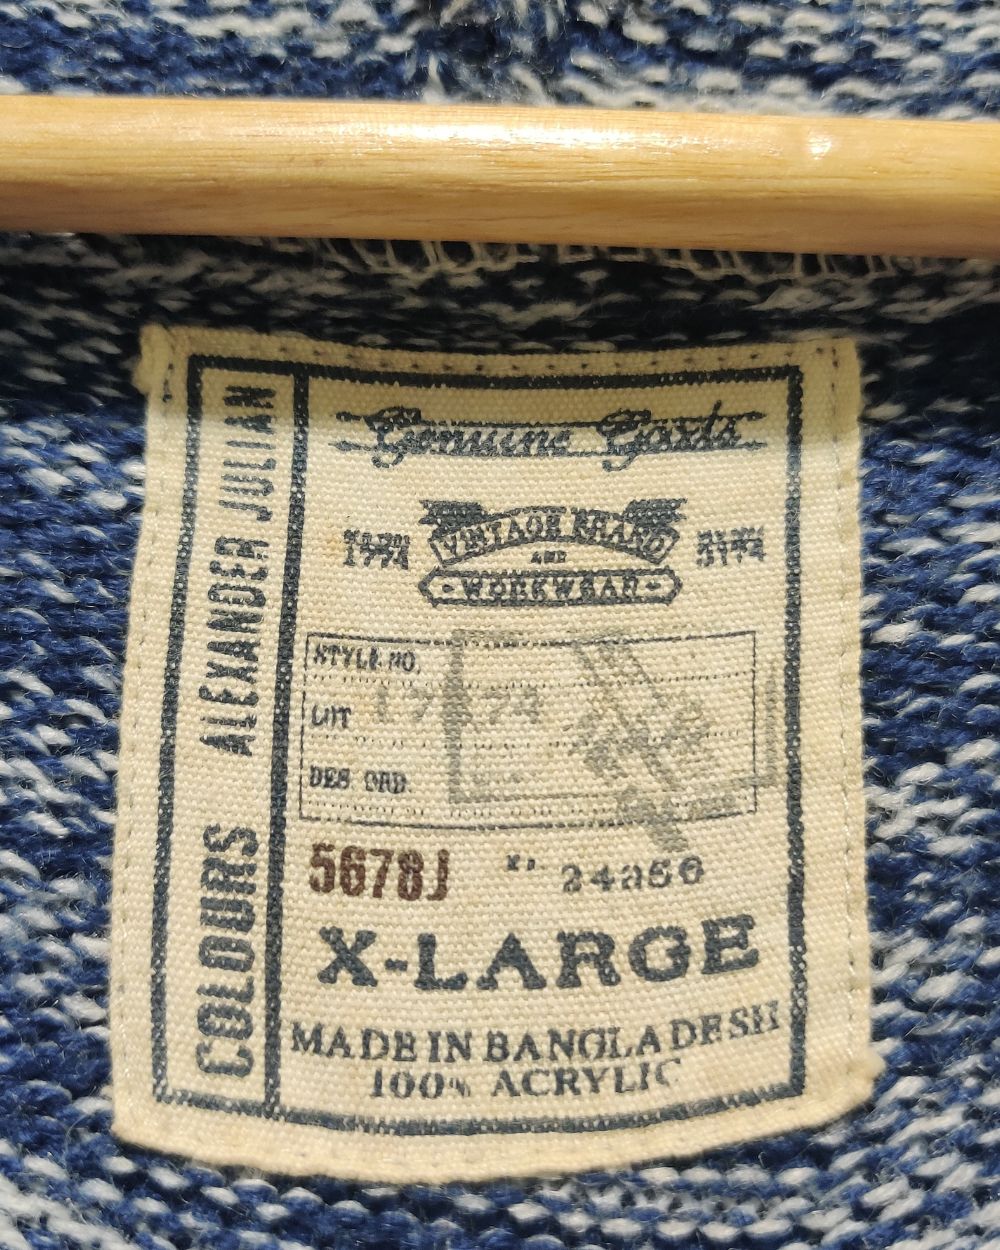 COLOURS ALEXANDER JULIAN
Genuine Goods
VINTAGE BRAND
AND
WORKWEAR
STYLE NO.
LOT
DES. ORD.
5678J
X-LARGE
MADE IN BANGLADESH
100% ACRYLIC